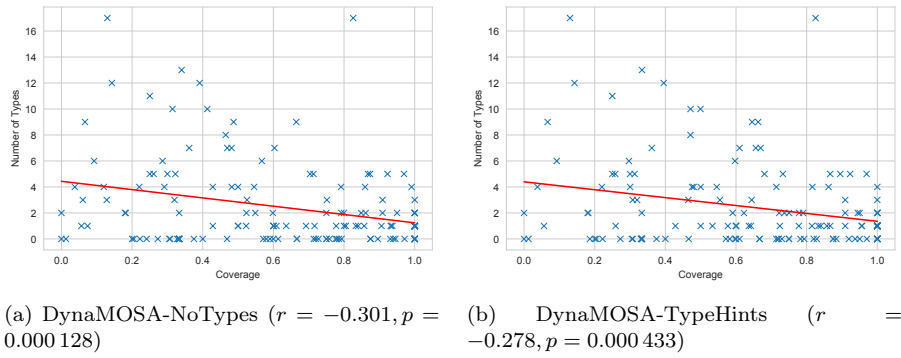 16
14
12
10
8
6
4
2
0
Number of Types
0.0 0.2 0.4 0.6 0.8 1.0
Coverage
16
14
12
10
8
6
4
2
0
Number of Types
0.0 0.2 0.4 0.6 0.8 1.0
Coverage
(a) DynaMOSA-NoTypes (r = −0.301, p =
0.000 128)
(b) DynaMOSA-TypeHints (r =
−0.278, p = 0.000 433)